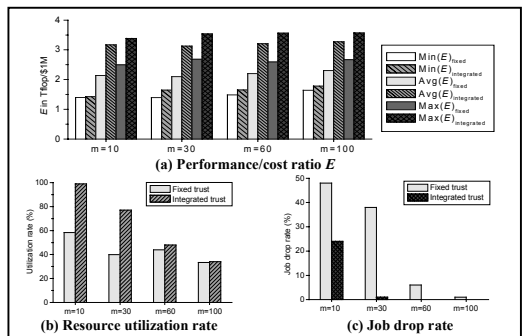 E in Tflop/$1M
4
3
2
1
0
m=10 m=30 m=60 m=100
Min(E)fixed
Min(E)integrated
Avg(E)fixed
Avg(E)integrated
Max(E)fixed
Max(E)integrated
(a) Performance/cost ratio E
Utilization rate (%)
100
80
60
40
20
0
Fixed trust
Integrated trust
m=10 m=30 m=60 m=100
(b) Resource utilization rate
Job drop rate (%)
50
40
30
20
10
0
Fixed trust
Integrated trust
m=10 m=30 m=60 m=100
(c) Job drop rate